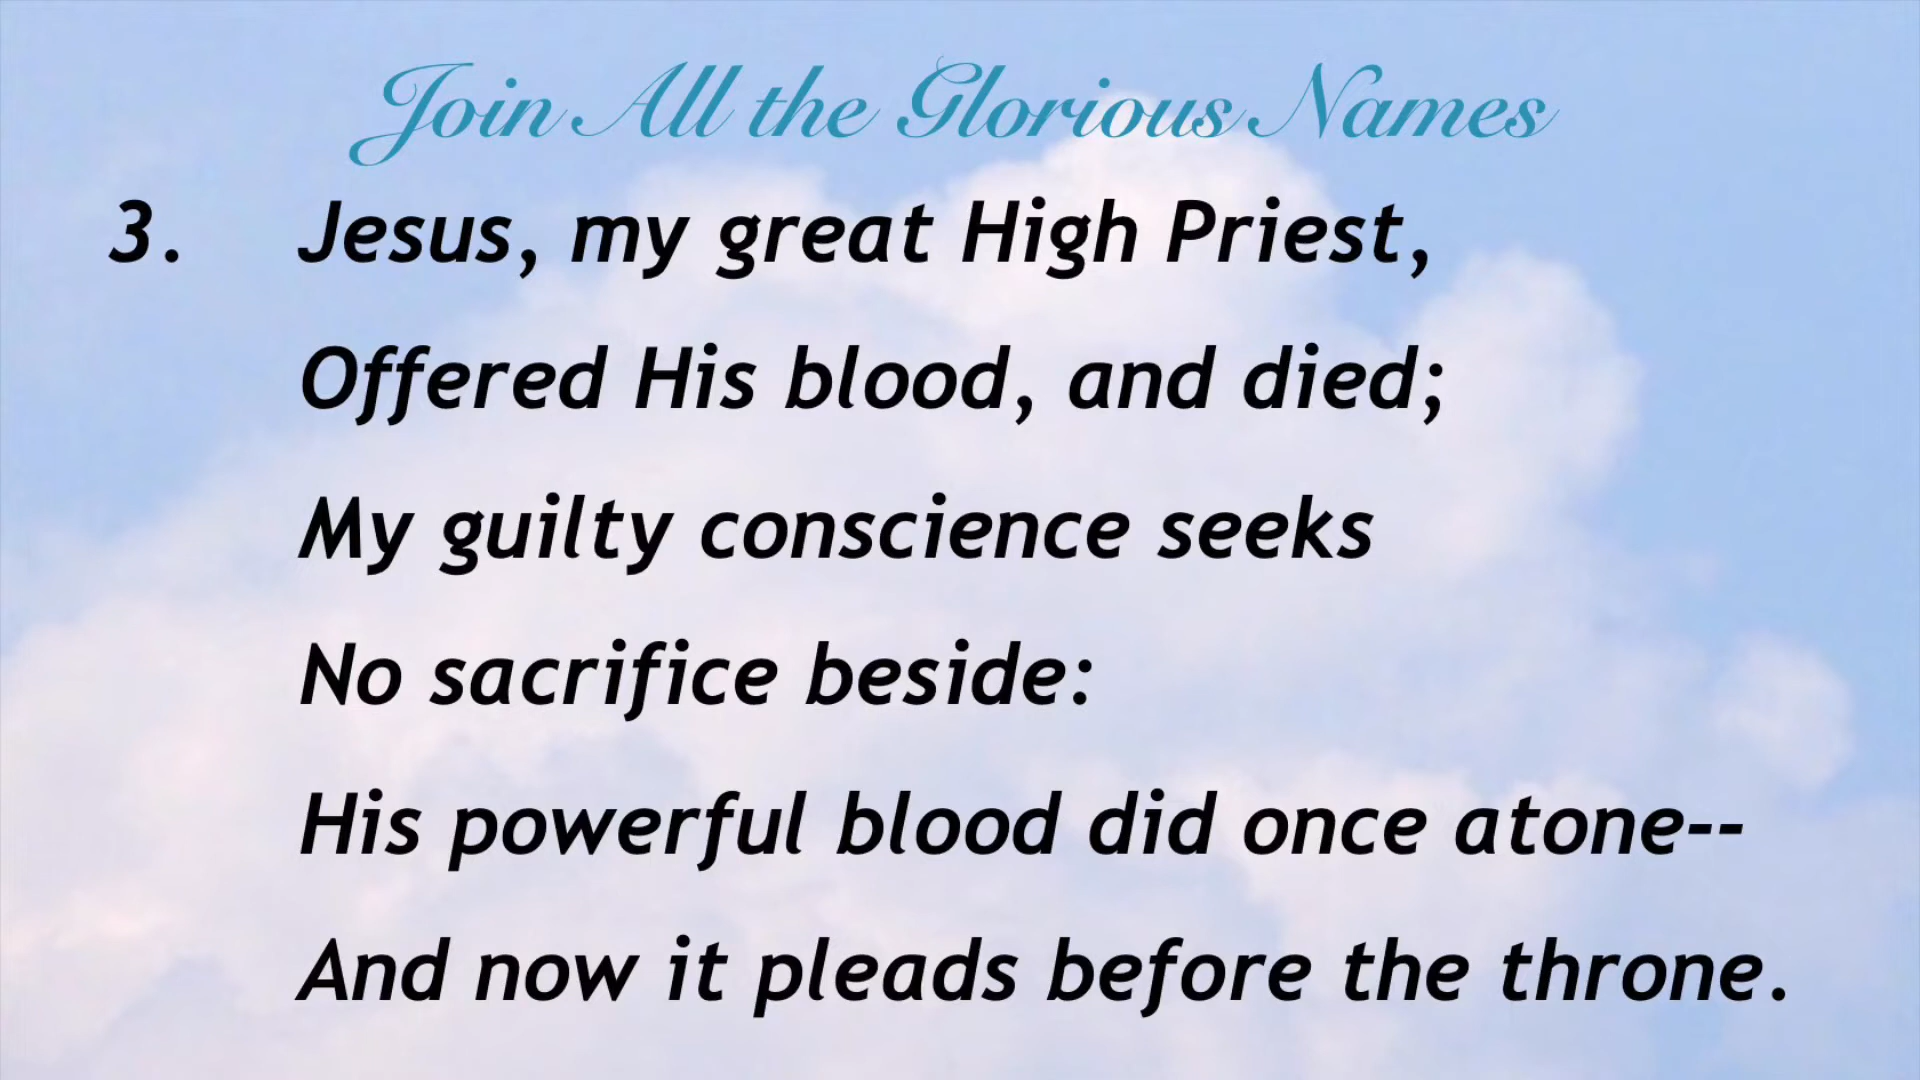 Join All the Glorious Names
3. Jesus, my great High Priest,
Offered His blood, and died;
My guilty conscience seeks
No sacrifice beside:
His powerful blood did once atone--
And now it pleads before the throne.